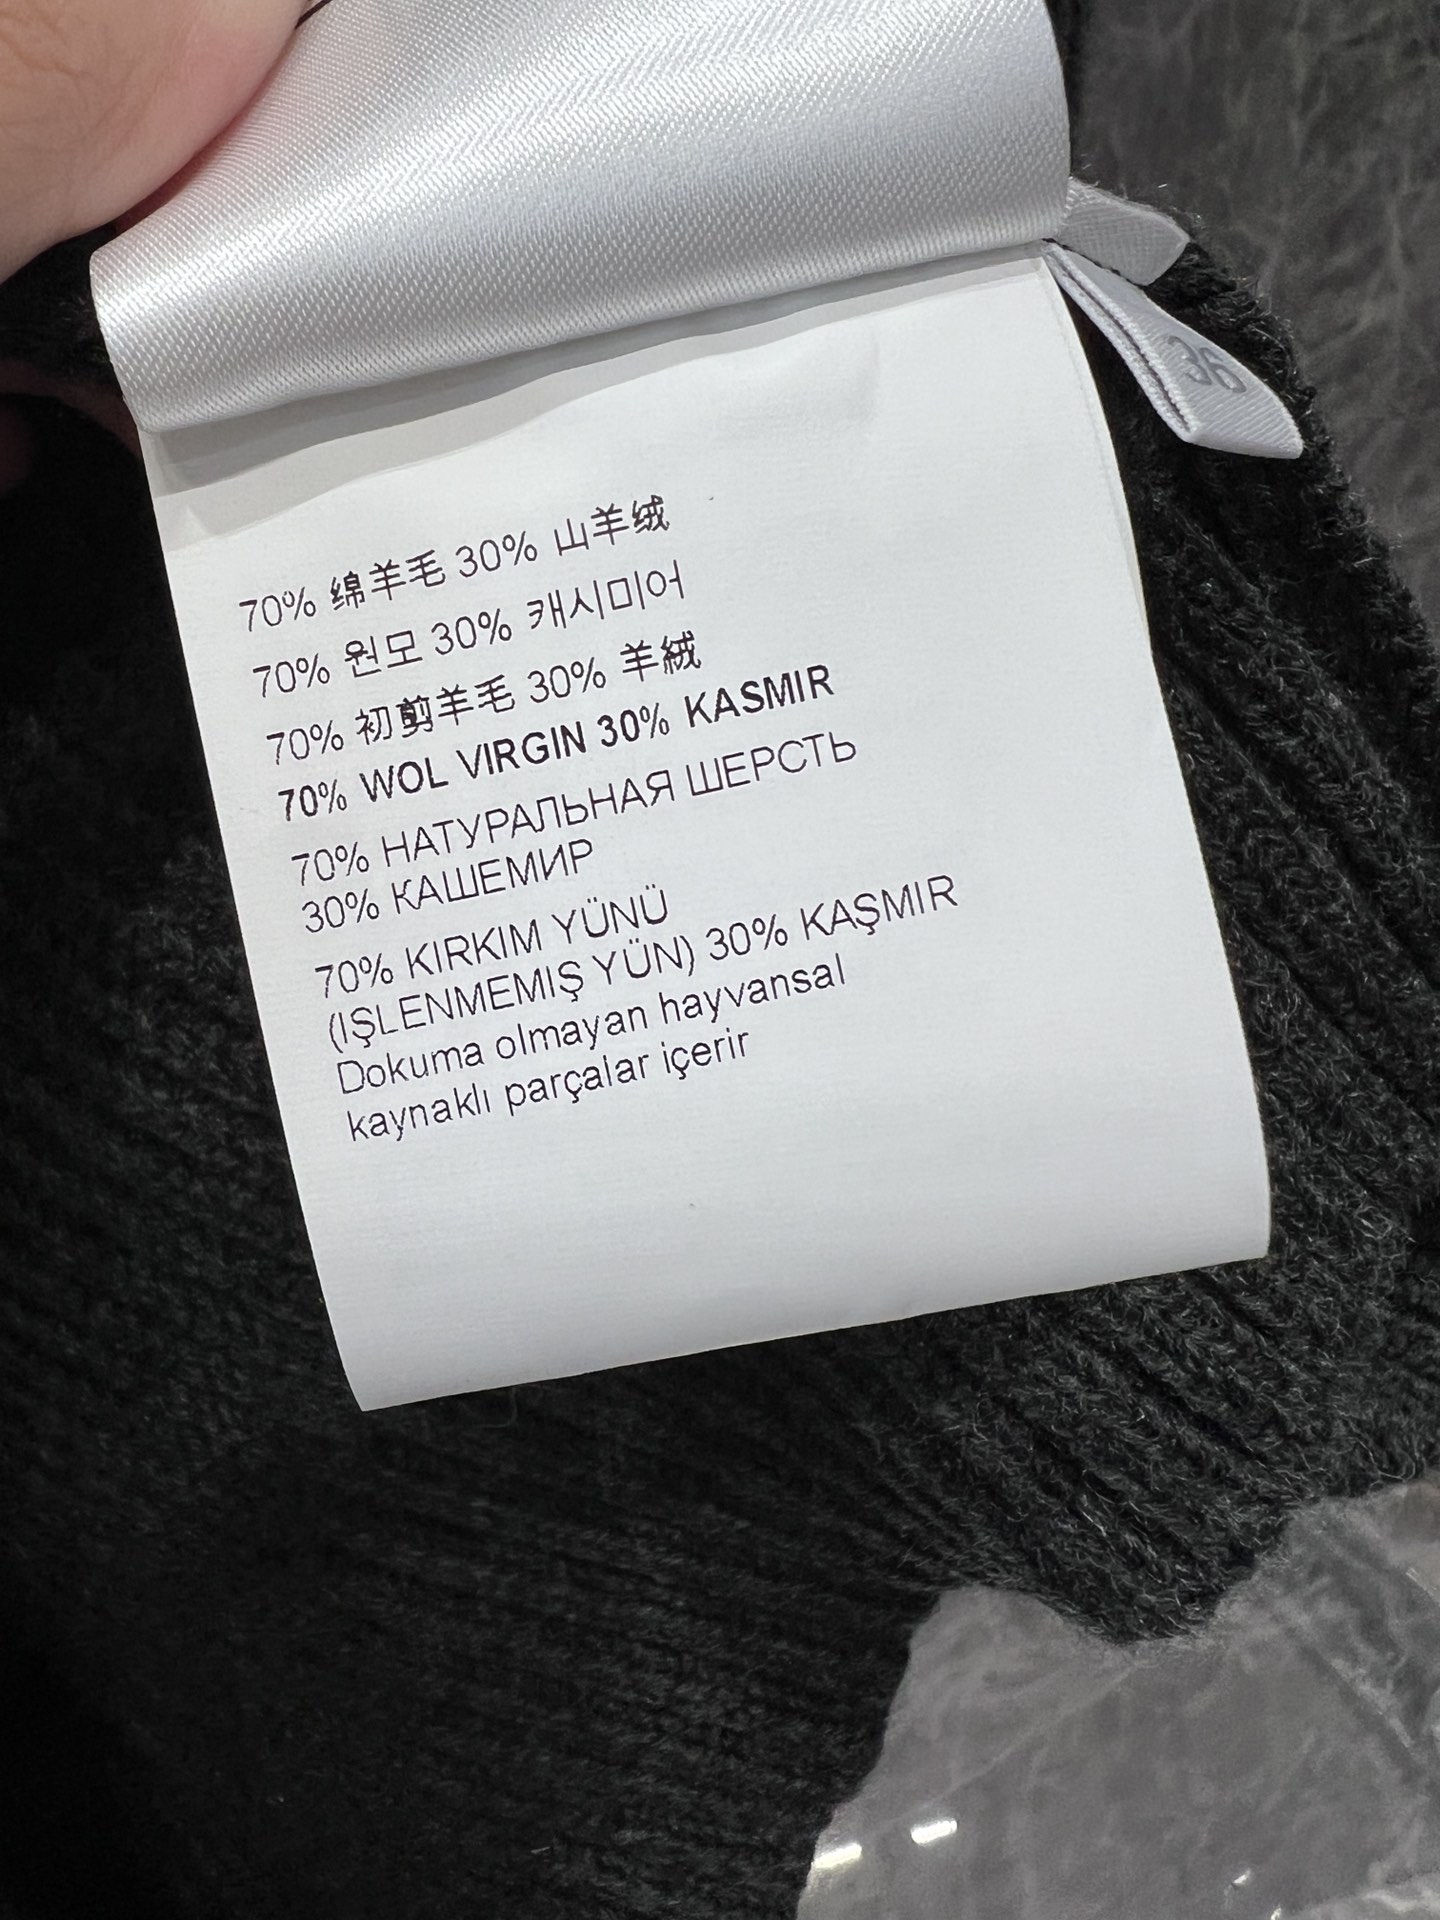 36
70% 绵羊毛 30% 山羊绒
70% 원모 30% 캐시미어
70% 初剪羊毛 30% 羊絨
70% WOL VIRGIN 30% KASMIR
70% НАТУРАЛЬНАЯ ШЕРСТЬ
30% КАШЕМИР
70% KIRKIM YÜNÜ
(IŞLENMEMIŞ YÜN) 30% KAŞMIR
Dokuma olmayan hayvansal
kaynaklı parçalar içerir